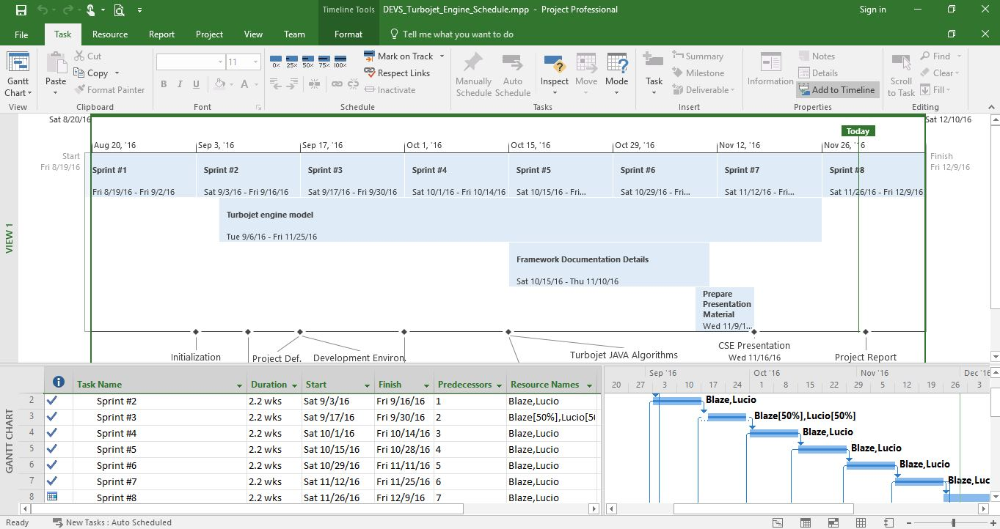 Timeline Tools DEVS_Turbojet_Engine_Schedule.mpp - Project Professional Sign in
File Task Resource Report Project View Team Format Tell me what you want to do
Gantt Chart
View
Paste
Cut
Copy
Format Painter
Clipboard
11
B I U A
Font
0% 25% 50% 75% 100%
Mark on Track
Respect Links
Inactivate
Schedule
Manually Schedule
Auto Schedule
Inspect
Move
Mode
Tasks
Task
Summary
Milestone
Deliverable
Insert
Information
Notes
Details
Add to Timeline
Properties
Scroll to Task
Find
Clear
Fill
Editing
VIEW 1
Sat 8/20/16 Sat 12/10/16
Today
Aug 20, '16 Sep 3, '16 Sep 17, '16 Oct 1, '16 Oct 15, '16 Oct 29, '16 Nov 12, '16 Nov 26, '16
Start
Fri 8/19/16
Finish
Fri 12/9/16
Sprint #1 Sprint #2 Sprint #3 Sprint #4 Sprint #5 Sprint #6 Sprint #7 Sprint #8
Fri 8/19/16 - Fri 9/2/16 Sat 9/3/16 - Fri 9/16/16 Sat 9/17/16 - Fri 9/30/16 Sat 10/1/16 - Fri 10/14/16 Sat 10/15/16 - Fri... Sat 10/29/16 - Fri... Sat 11/12/16 - Fri... Sat 11/26/16 - Fri 12/9/16
Turbojet engine model
Tue 9/6/16 - Fri 11/25/16
Framework Documentation Details
Sat 10/15/16 - Thu 11/10/16
Prepare
Presentation
Material
Wed 11/9/1...
Initialization
Project Def.
Development Environ.
Turbojet JAVA Algorithms
CSE Presentation
Wed 11/16/16
Project Report
GANTT CHART
Task Name Duration Start Finish Predecessors Resource Names
2 Sprint #2 2.2 wks Sat 9/3/16 Fri 9/16/16 1 Blaze,Lucio
3 Sprint #3 2.2 wks Sat 9/17/16 Fri 9/30/16 2 Blaze[50%],Lucio[50
4 Sprint #4 2.2 wks Sat 10/1/16 Fri 10/14/16 3 Blaze,Lucio
5 Sprint #5 2.2 wks Sat 10/15/16 Fri 10/28/16 4 Blaze,Lucio
6 Sprint #6 2.2 wks Sat 10/29/16 Fri 11/11/16 5 Blaze,Lucio
7 Sprint #7 2.2 wks Sat 11/12/16 Fri 11/25/16 6 Blaze,Lucio
8 Sprint #8 2.2 wks Sat 11/26/16 Fri 12/9/16 7 Blaze,Lucio
Sep '16 Oct '16 Nov '16 Dec '16
20 27 3 10 17 24 1 8 15 22 29 5 12 19 26 3
Blaze,Lucio
Blaze[50%],Lucio[50%]
Blaze,Lucio
Blaze,Lucio
Blaze,Lucio
Blaze,Luc
Ready New Tasks : Auto Scheduled